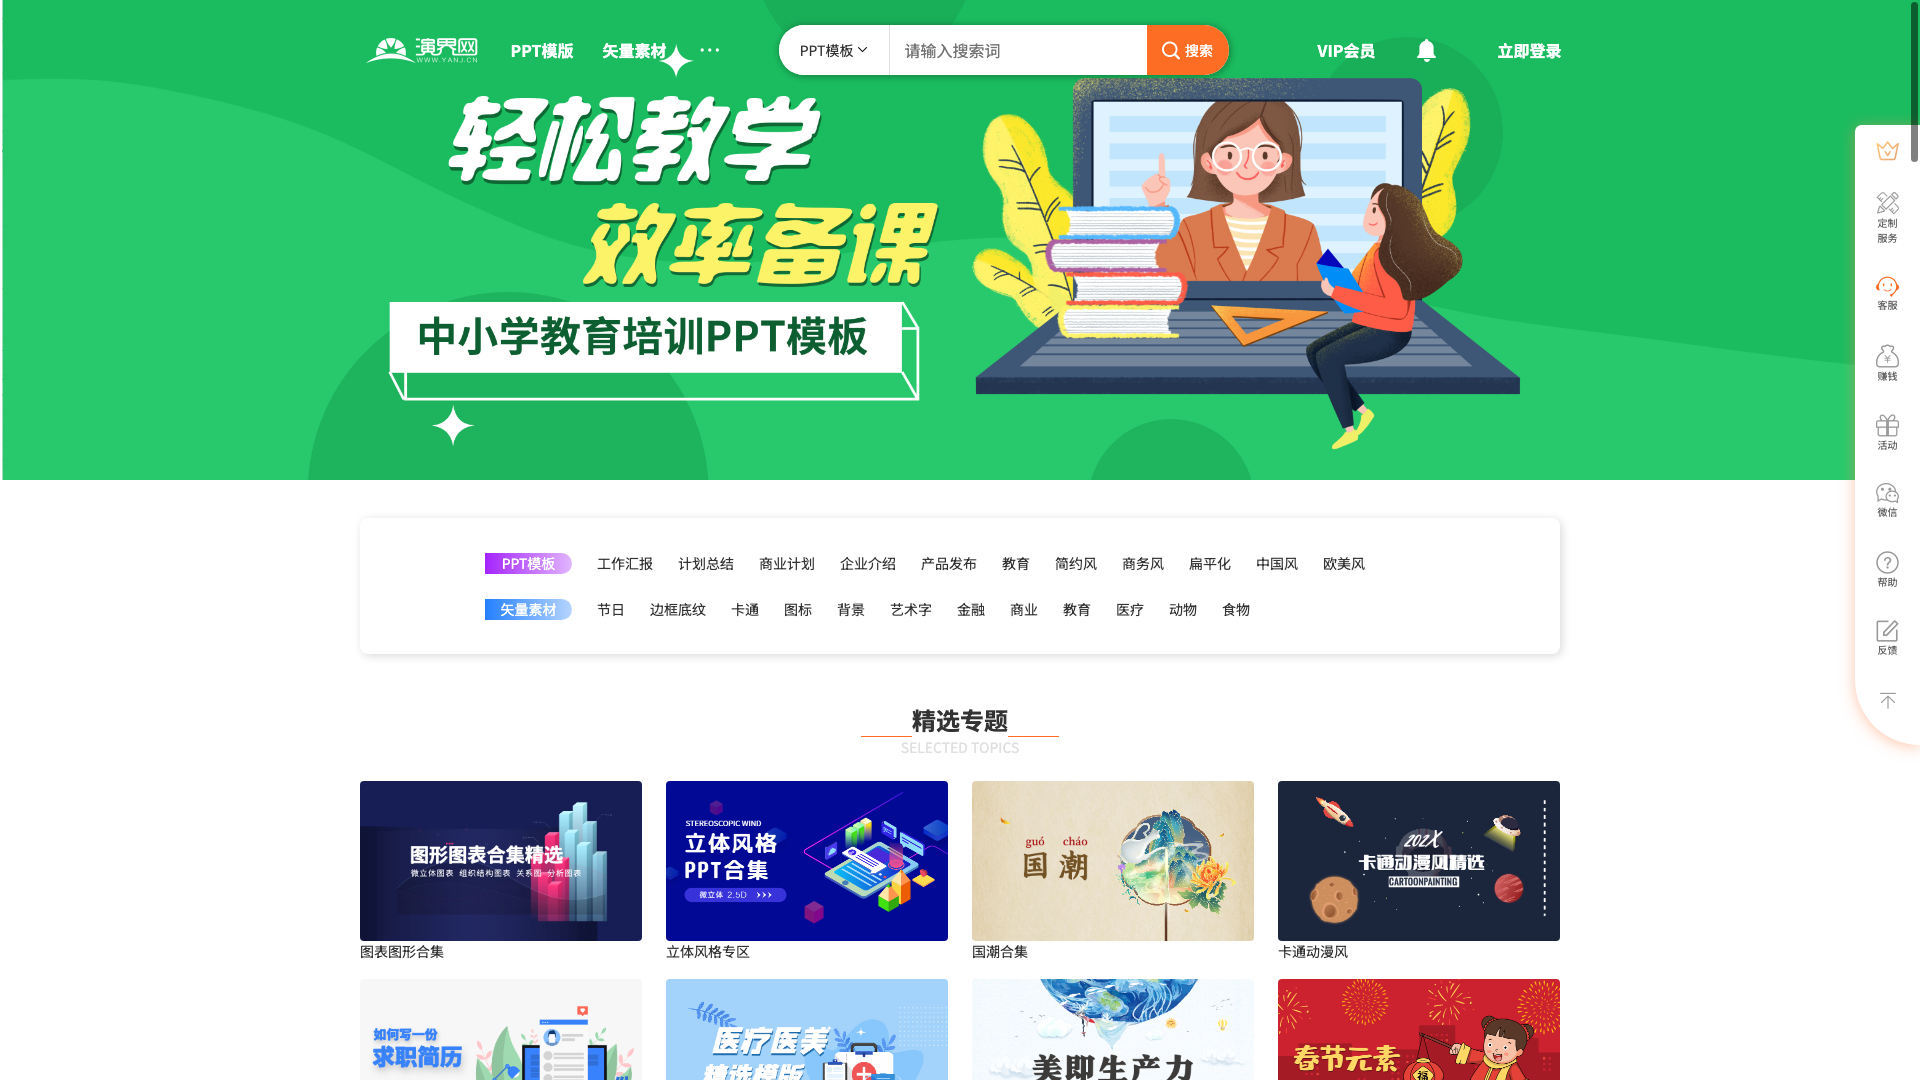 演界网
WWW.YANJ.CN
PPT模版
矢量素材
···
PPT模板
请输入搜索词
搜索
VIP会员
立即登录
轻松教学
效率备课
中小学教育培训PPT模板
定制
服务
客服
赚钱
活动
微信
帮助
反馈
PPT模板 工作汇报 计划总结 商业计划 企业介绍 产品发布 教育 简约风 商务风 扁平化 中国风 欧美风
矢量素材 节日 边框底纹 卡通 图标 背景 艺术字 金融 商业 教育 医疗 动物 食物
精选专题
SELECTED TOPICS
图形图表合集精选
微立体图表 组织结构图表 关系图 分析图表
图表图形合集
STEREOSCOPIC WIND
立体风格
PPT合集
微立体 2.5D >>>
立体风格专区
guó cháo
国潮
国潮合集
202X
卡通动漫风精选
CARTOONPAINTING
卡通动漫风
如何写一份
求职简历
医疗医美
精选模版
美即生产力
春节元素
福